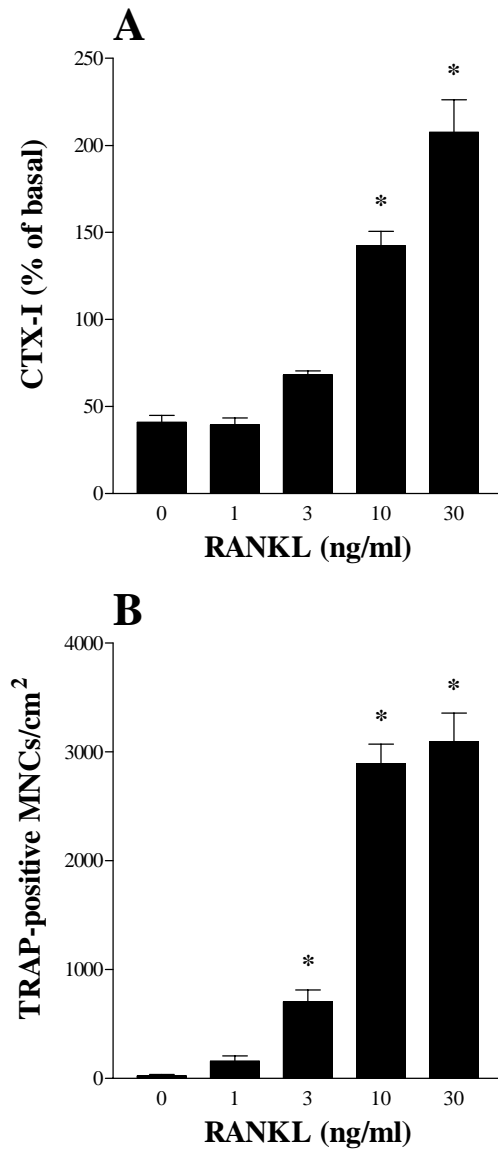 A
CTX-I (% of basal)
250
200
150
100
50
0
*
*
0 1 3 10 30
RANKL (ng/ml)
B
TRAP-positive MNCs/cm²
4000
3000
2000
1000
0
*
*
*
0 1 3 10 30
RANKL (ng/ml)